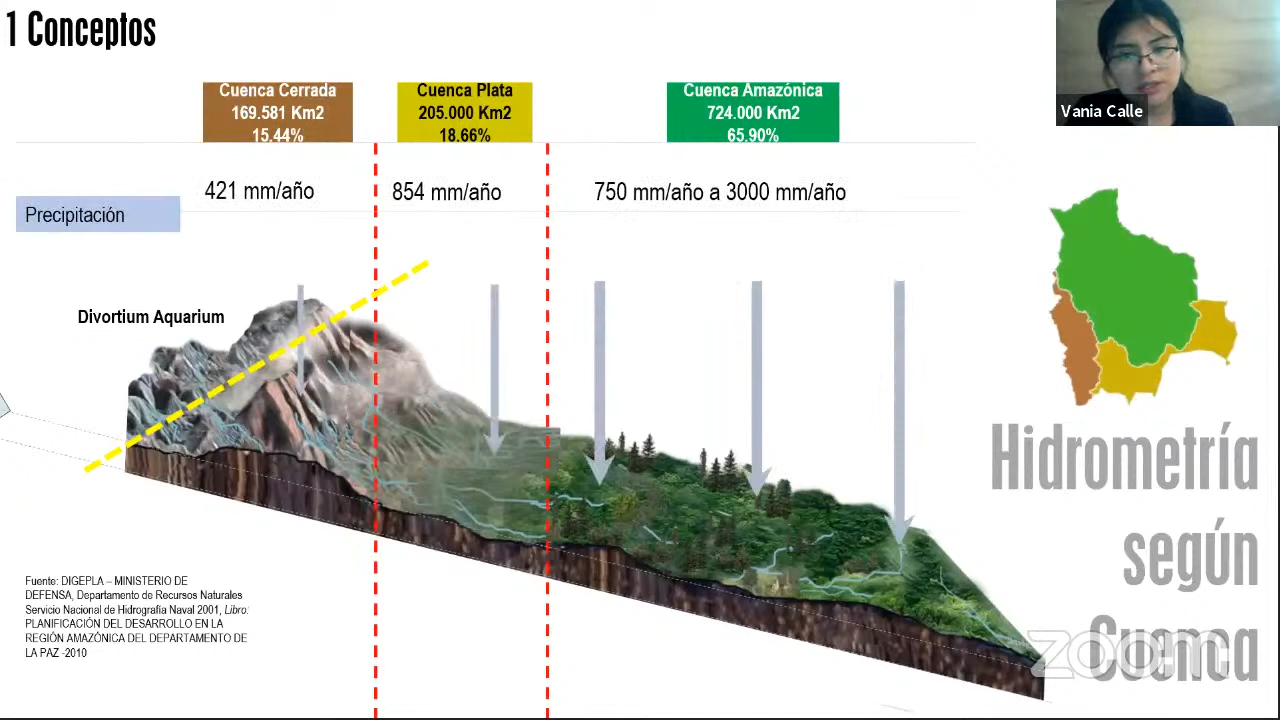 1 Conceptos
Cuenca Cerrada
169.581 Km2
15.44%
Cuenca Plata
205.000 Km2
18.66%
Cuenca Amazónica
724.000 Km2
65.90%
Vania Calle
421 mm/año
854 mm/año
750 mm/año a 3000 mm/año
Precipitación
Divortium Aquarium
Hidrometría
según
Cuenca
Fuente: DIGEPLA – MINISTERIO DE
DEFENSA, Departamento de Recursos Naturales
Servicio Nacional de Hidrografía Naval 2001, Libro:
PLANIFICACIÓN DEL DESARROLLO EN LA
REGIÓN AMAZÓNICA DEL DEPARTAMENTO DE
LA PAZ -2010
zoom